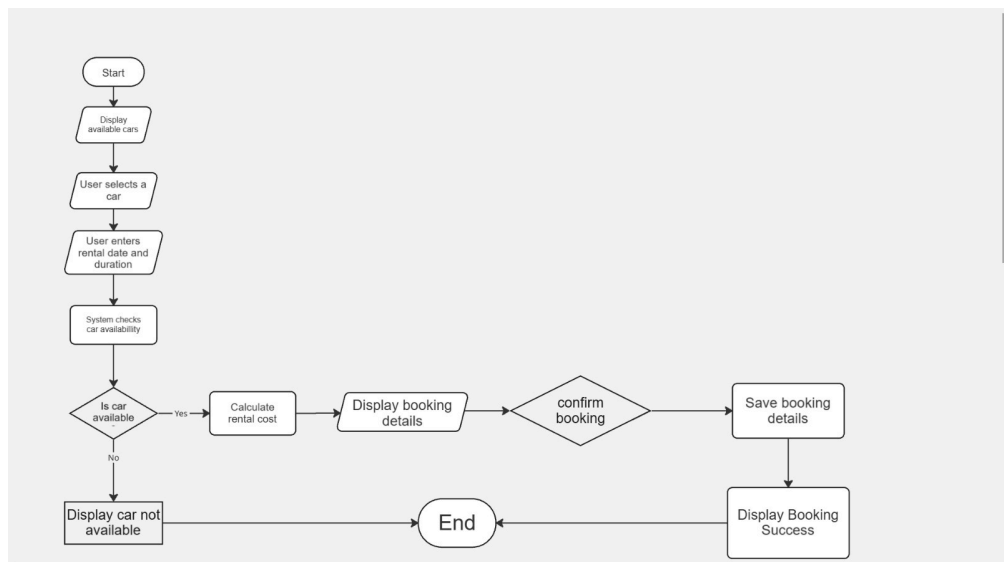 Start
Display
available cars
User selects a
car
User enters
rental date and
duration
System checks
car availability
Is car
available
Yes
Calculate
rental cost
Display booking
details
confirm
booking
Save booking
details
No
Display car not
available
End
Display Booking
Success